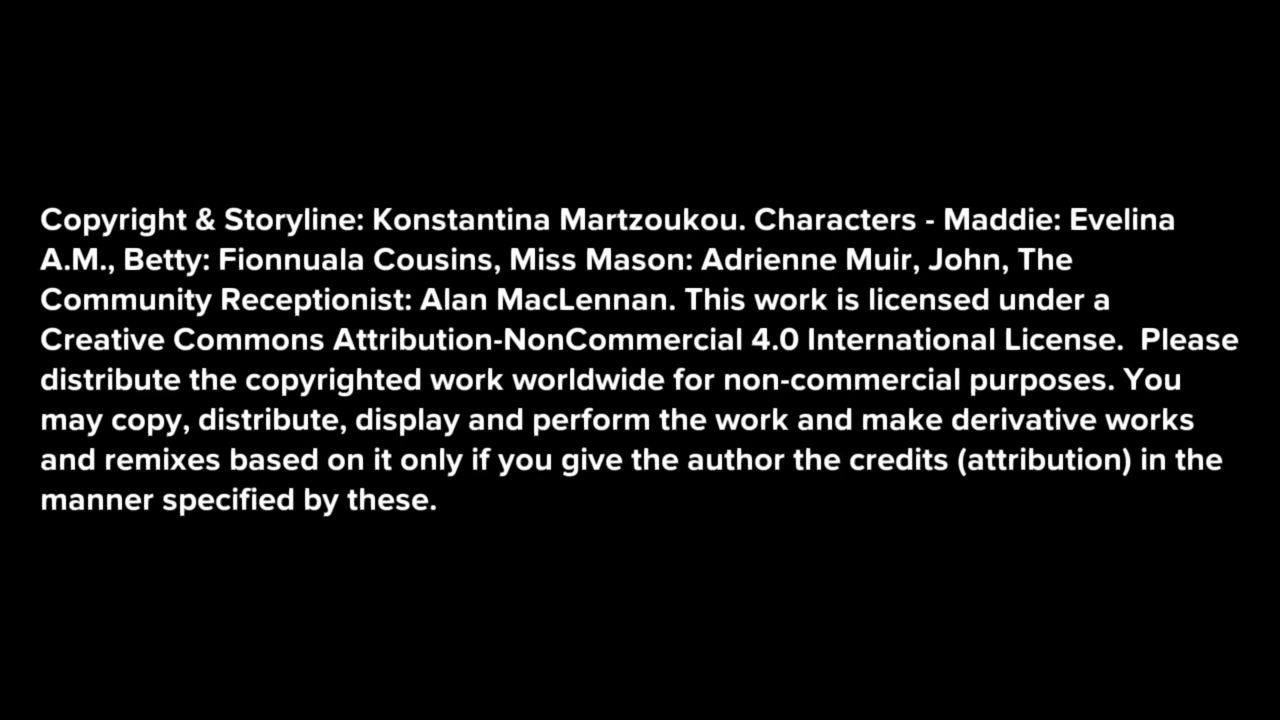 Copyright & Storyline: Konstantina Martzoukou. Characters - Maddie: Evelina
A.M., Betty: Fionnuala Cousins, Miss Mason: Adrienne Muir, John, The
Community Receptionist: Alan MacLennan. This work is licensed under a
Creative Commons Attribution-NonCommercial 4.0 International License.  Please
distribute the copyrighted work worldwide for non-commercial purposes. You
may copy, distribute, display and perform the work and make derivative works
and remixes based on it only if you give the author the credits (attribution) in the
manner specified by these.